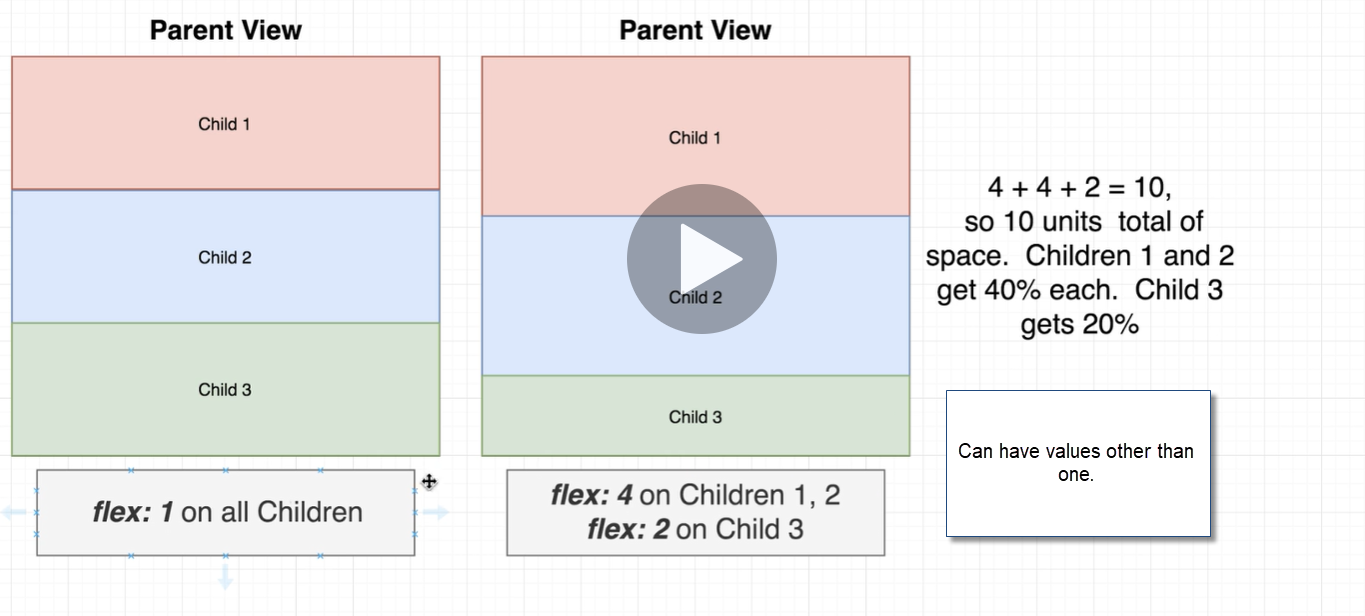 Parent View
Child 1
Child 2
Child 3
flex: 1 on all Children
Parent View
Child 1
Child 2
Child 3
flex: 4 on Children 1, 2
flex: 2 on Child 3
4 + 4 + 2 = 10,
so 10 units  total of
space.  Children 1 and 2
get 40% each.  Child 3
gets 20%
Can have values other than
one.